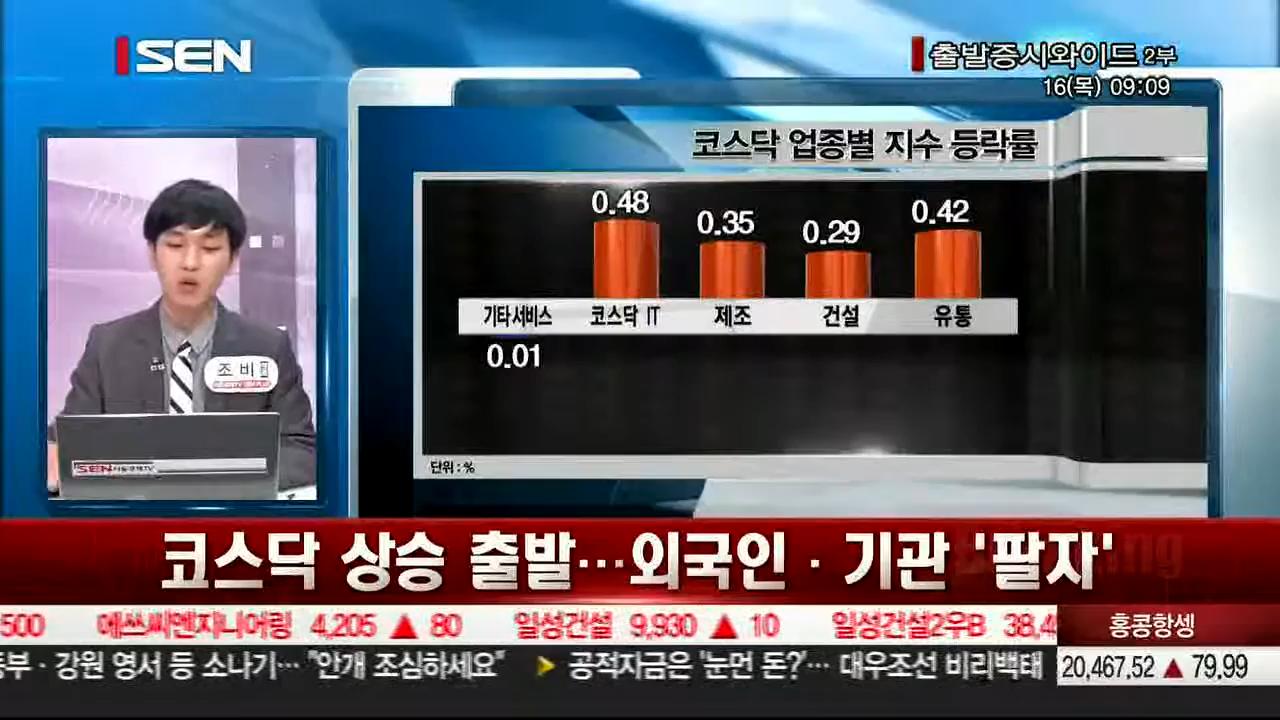 SEN
출발증시와이드 2부
16(목) 09:09
코스닥 업종별 지수 등락률
0.48
0.35
0.29
0.42
기타서비스 코스닥 IT 제조 건설 유통
0.01
단위 : %
조 비
SEN
코스닥 상승 출발…외국인 · 기관 '팔자'
500 에쓰씨엔지니어링 4,205 ▲ 80 일성건설 9,930 ▲ 10 일성건설2우B 38,4
홍콩항셍
동부 · 강원 영서 등 소나기… "안개 조심하세요" 공적자금은 '눈먼 돈?'… 대우조선 비리백태
20,467.52 ▲ 79.99